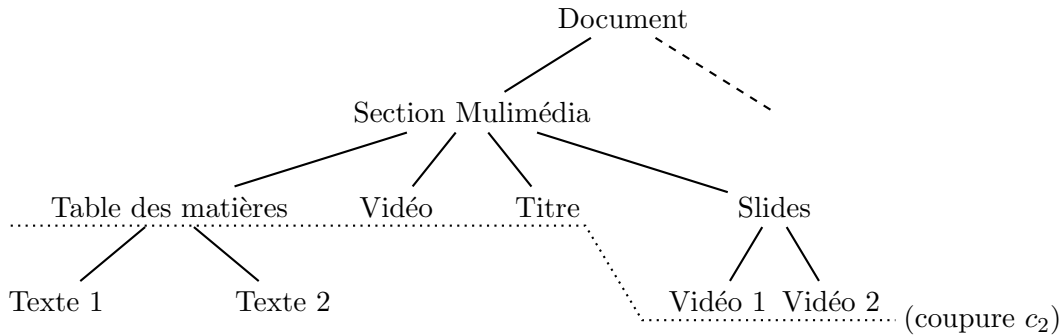 Document
Section Mulimédia
Table des matières Vidéo Titre Slides
Texte 1 Texte 2 Vidéo 1 Vidéo 2 (coupure c₂)